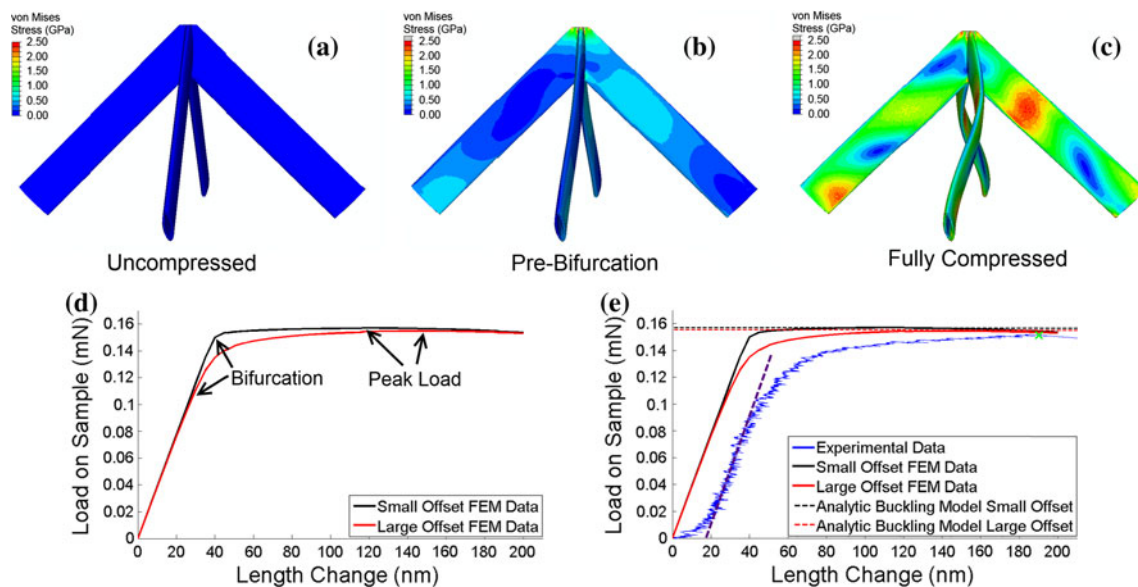 von Mises
Stress (GPa)
2.50
2.00
1.50
1.00
0.50
0.00
(a)
Uncompressed
von Mises
Stress (GPa)
2.50
2.00
1.50
1.00
0.50
0.00
(b)
Pre-Bifurcation
von Mises
Stress (GPa)
2.50
2.00
1.50
1.00
0.50
0.00
(c)
Fully Compressed
(d)
Load on Sample (mN)
0.16
0.14
0.12
0.1
0.08
0.06
0.04
0.02
0
Bifurcation
Peak Load
Small Offset FEM Data
Large Offset FEM Data
0 20 40 60 80 100 120 140 160 180 200
Length Change (nm)
(e)
Load on Sample (mN)
0.16
0.14
0.12
0.1
0.08
0.06
0.04
0.02
0
Experimental Data
Small Offset FEM Data
Large Offset FEM Data
Analytic Buckling Model Small Offset
Analytic Buckling Model Large Offset
0 20 40 60 80 100 120 140 160 180 200
Length Change (nm)